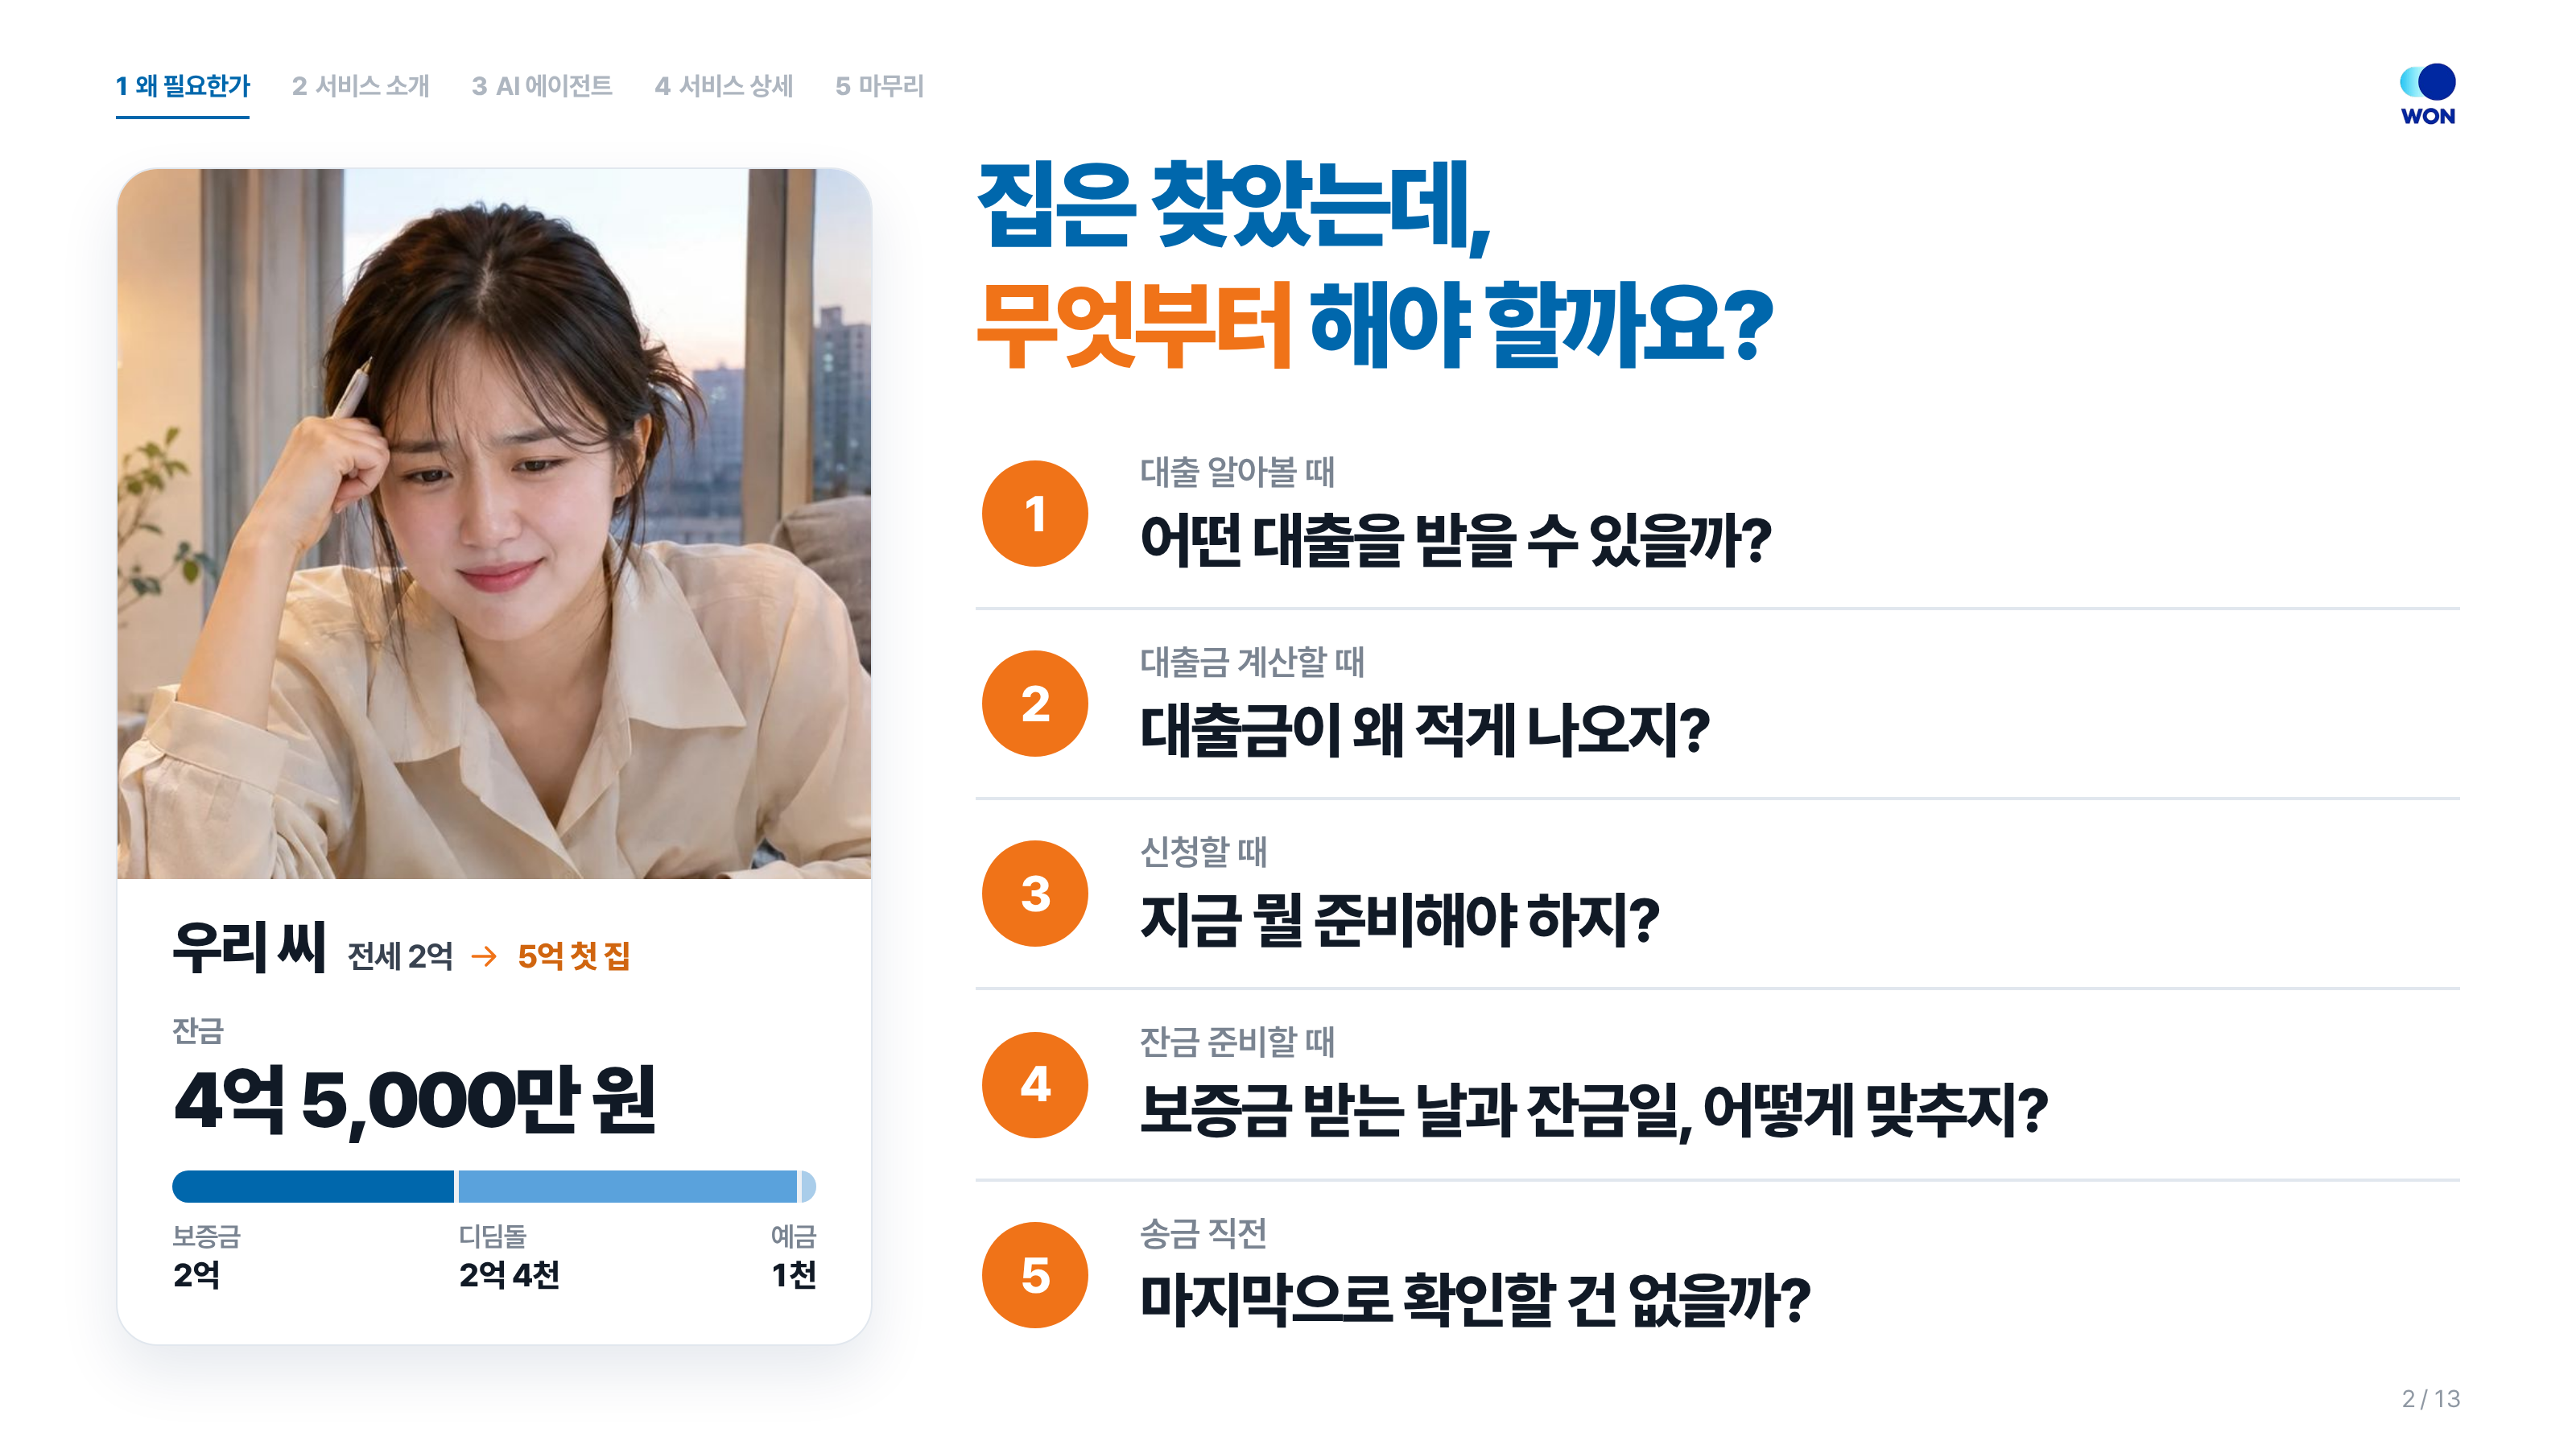 1 왜 필요한가 2 서비스 소개 3 AI 에이전트 4 서비스 상세 5 마무리
WON
집은 찾았는데,
무엇부터 해야 할까요?
우리 씨 전세 2억 → 5억 첫 집
잔금
4억 5,000만 원
보증금 디딤돌 예금
2억 2억 4천 1천
1
대출 알아볼 때
어떤 대출을 받을 수 있을까?
2
대출금 계산할 때
대출금이 왜 적게 나오지?
3
신청할 때
지금 뭘 준비해야 하지?
4
잔금 준비할 때
보증금 받는 날과 잔금일, 어떻게 맞추지?
5
송금 직전
마지막으로 확인할 건 없을까?
2 / 13